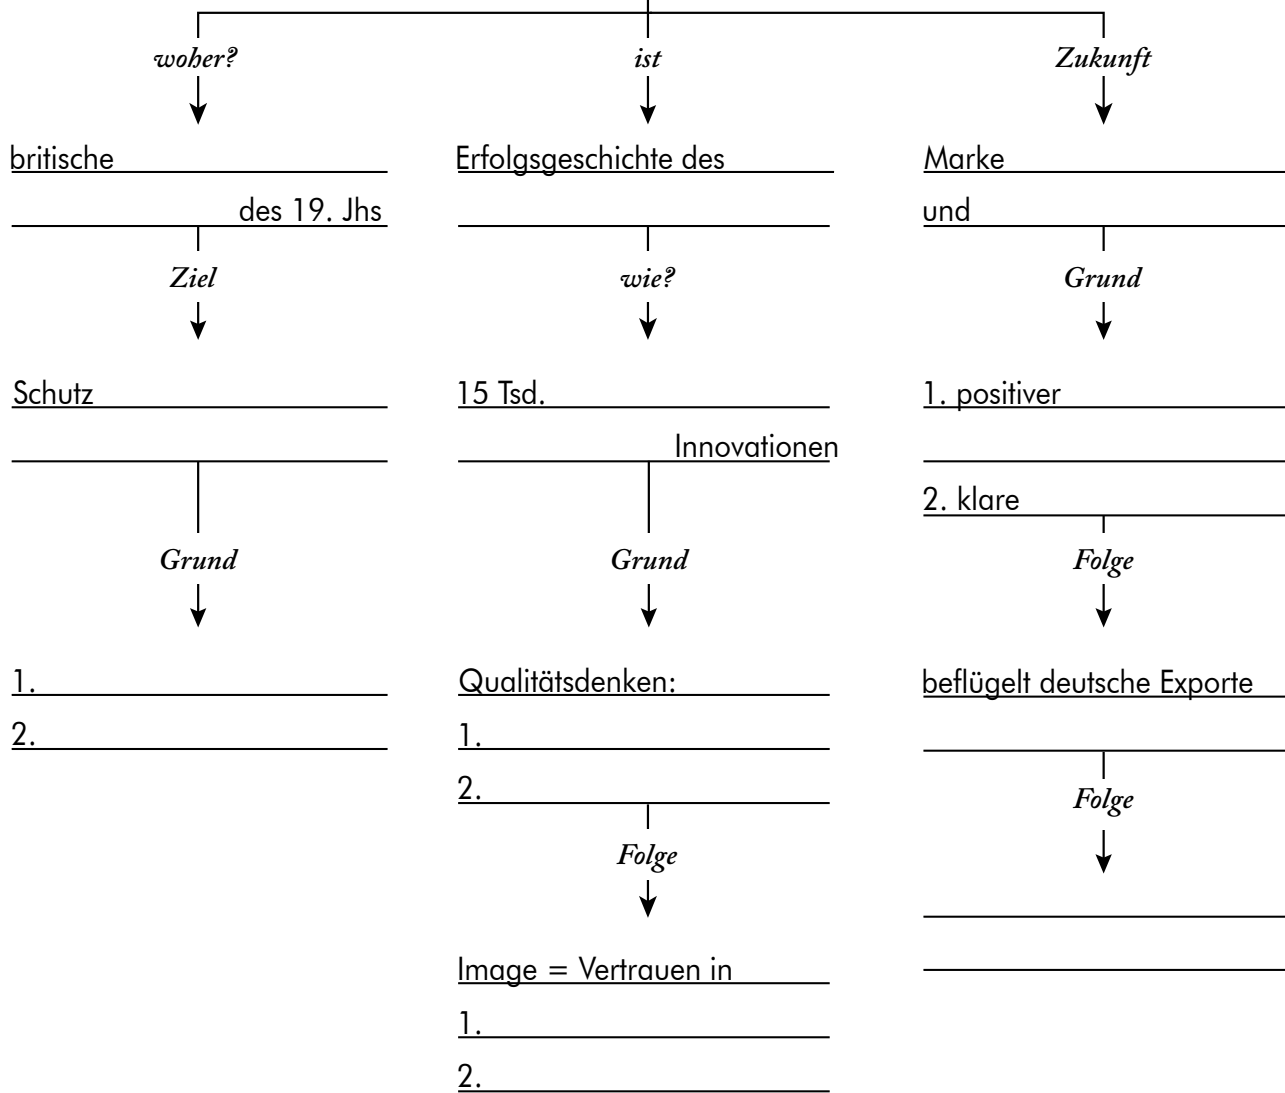 woher?
britische
des 19. Jhs
Ziel
Schutz
Grund
1.
2.
ist
Erfolgsgeschichte des
wie?
15 Tsd.
Innovationen
Grund
Qualitätsdenken:
1.
2.
Folge
Image = Vertrauen in
1.
2.
Zukunft
Marke
und
Grund
1. positiver
2. klare
Folge
beflügelt deutsche Exporte
Folge